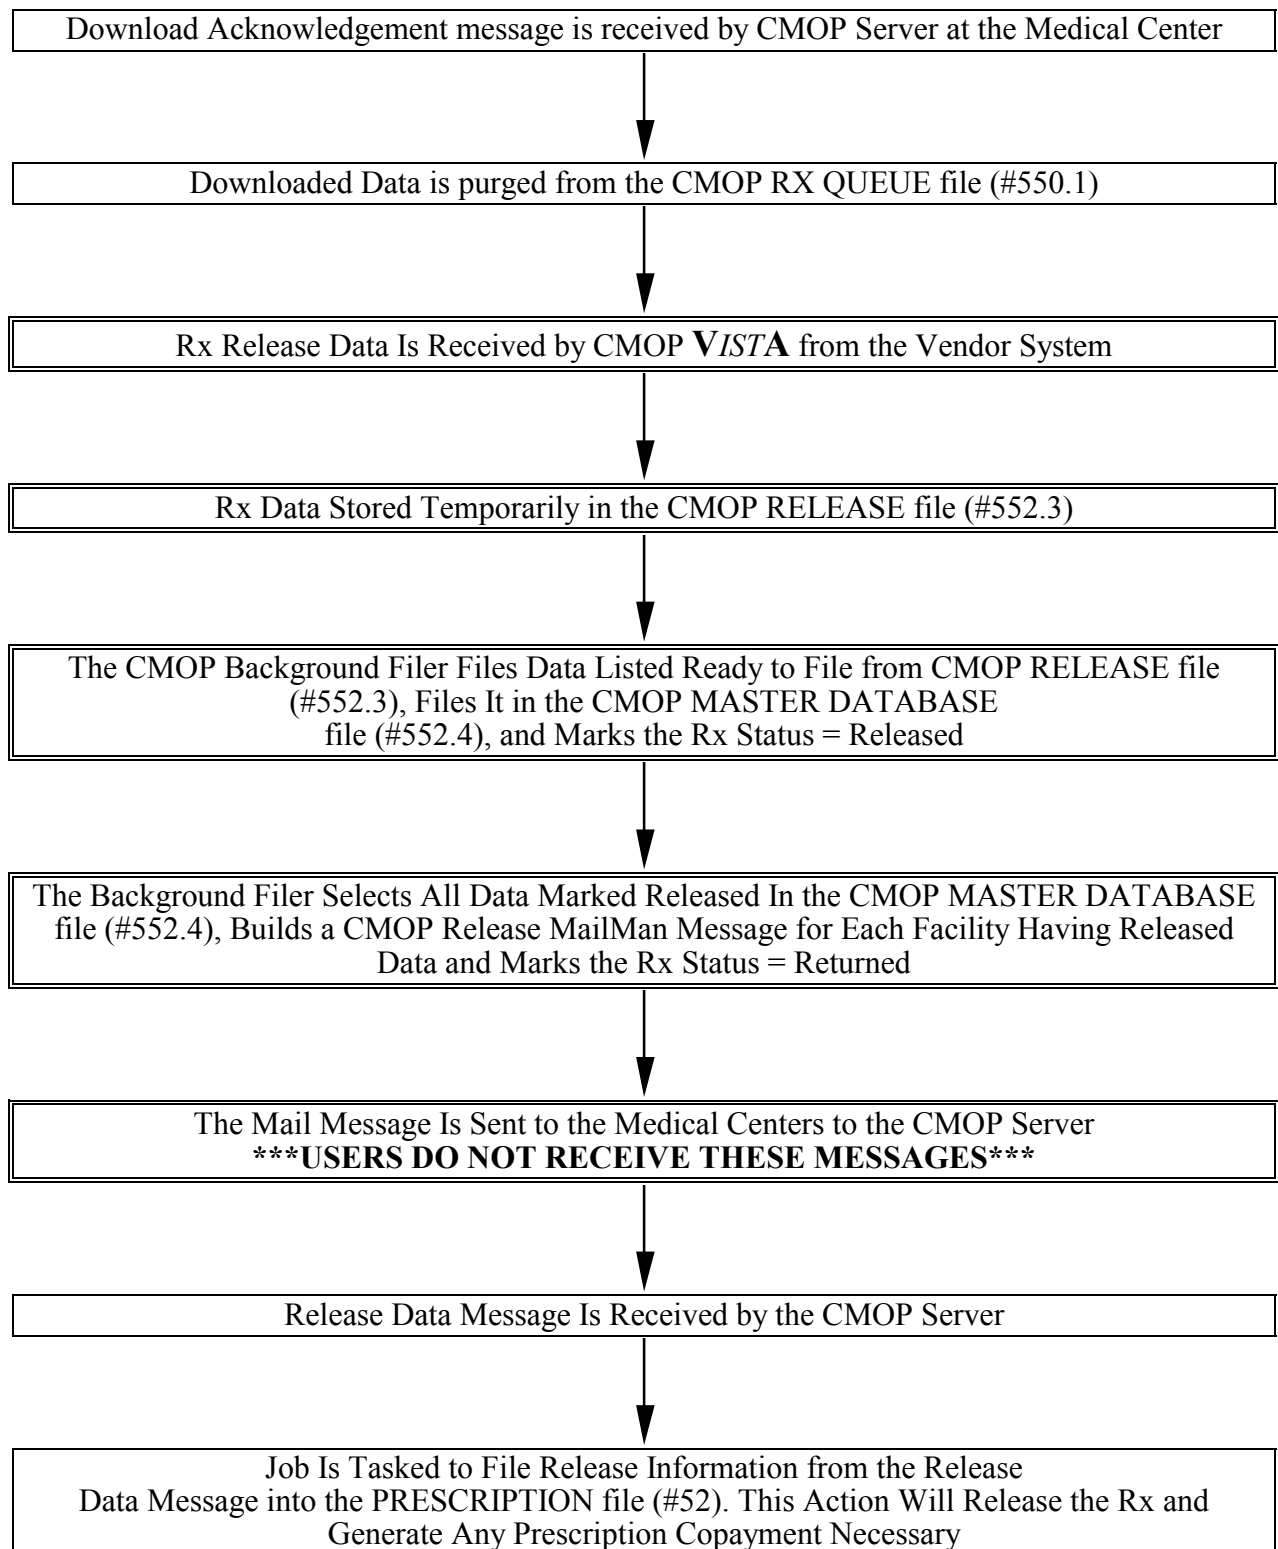 Download Acknowledgement message is received by CMOP Server at the Medical Center
Downloaded Data is purged from the CMOP RX QUEUE file (#550.1)
Rx Release Data Is Received by CMOP VISTA from the Vendor System
Rx Data Stored Temporarily in the CMOP RELEASE file (#552.3)
The CMOP Background Filer Files Data Listed Ready to File from CMOP RELEASE file
(#552.3), Files It in the CMOP MASTER DATABASE
file (#552.4), and Marks the Rx Status = Released
The Background Filer Selects All Data Marked Released In the CMOP MASTER DATABASE
file (#552.4), Builds a CMOP Release MailMan Message for Each Facility Having Released
Data and Marks the Rx Status = Returned
The Mail Message Is Sent to the Medical Centers to the CMOP Server
***USERS DO NOT RECEIVE THESE MESSAGES***
Release Data Message Is Received by the CMOP Server
Job Is Tasked to File Release Information from the Release
Data Message into the PRESCRIPTION file (#52). This Action Will Release the Rx and
Generate Any Prescription Copayment Necessary